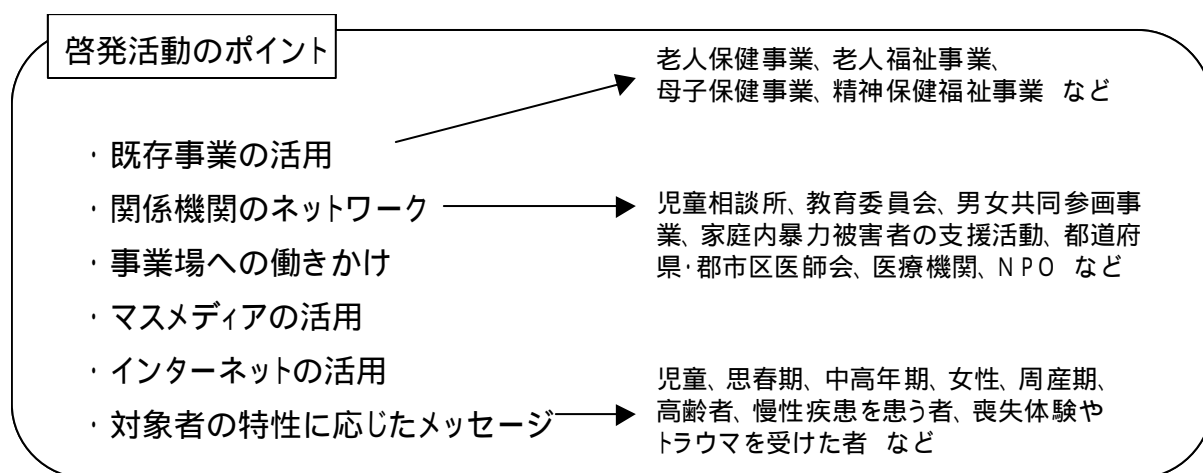 啓発活動のポイント
老人保健事業、老人福祉事業、
母子保健事業、精神保健福祉事業 など
・既存事業の活用
・関係機関のネットワーク
児童相談所、教育委員会、男女共同参画事
業、家庭内暴力被害者の支援活動、都道府
県・郡市区医師会、医療機関、NPO など
・事業場への働きかけ
・マスメディアの活用
・インターネットの活用
・対象者の特性に応じたメッセージ
児童、思春期、中高年期、女性、周産期、
高齢者、慢性疾患を患う者、喪失体験や
トラウマを受けた者 など